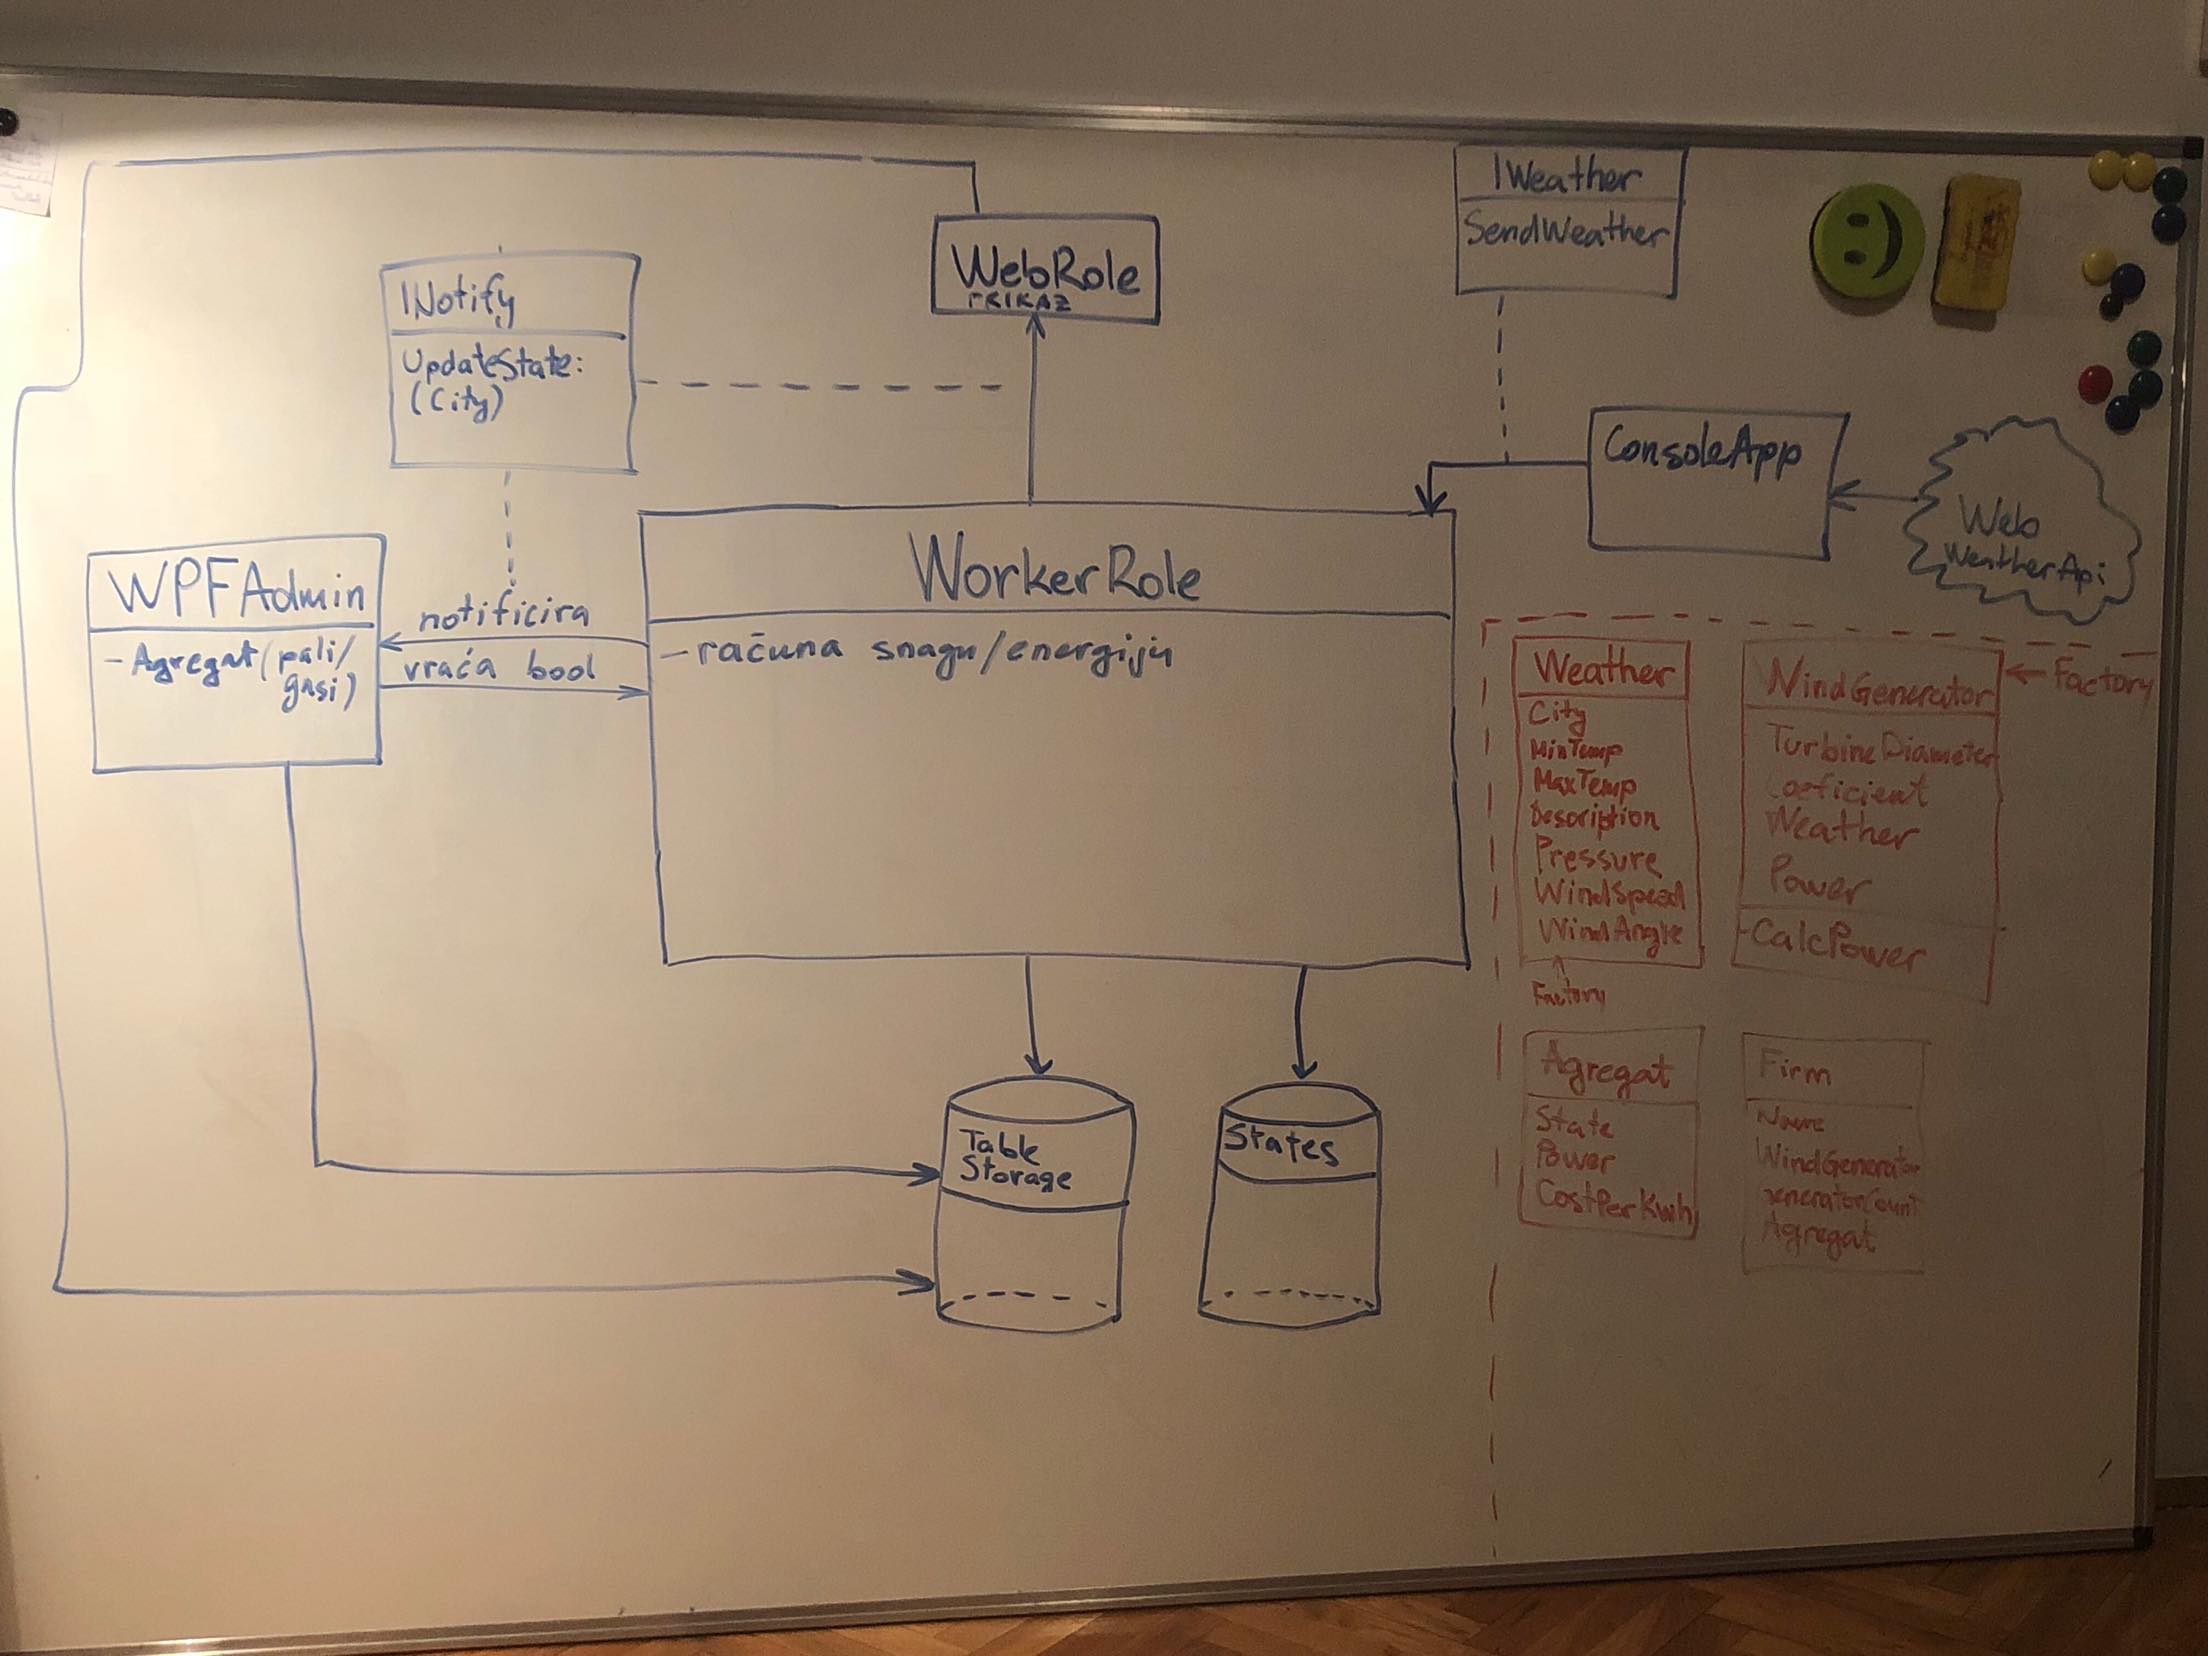 IWeather
SendWeather
WebRole
PRIKAZ
INotify
UpdateState:
(City)
ConsoleApp
Web
WeatherApi
WPFAdmin
-Agregat(pali/
gasi)
notificira
vraća bool
WorkerRole
-računa snagu/energiju
Weather
City
MinTemp
MaxTemp
Description
Pressure
WindSpeed
WindAngle
Factory
WindGenerator
TurbineDiameter
Coeficient
Weather
Power
-CalcPower
Factory
Agregat
State
Power
CostPerKwh
Firm
Name
WindGenerator
generatorCount
Agregat
Table
Storage
States